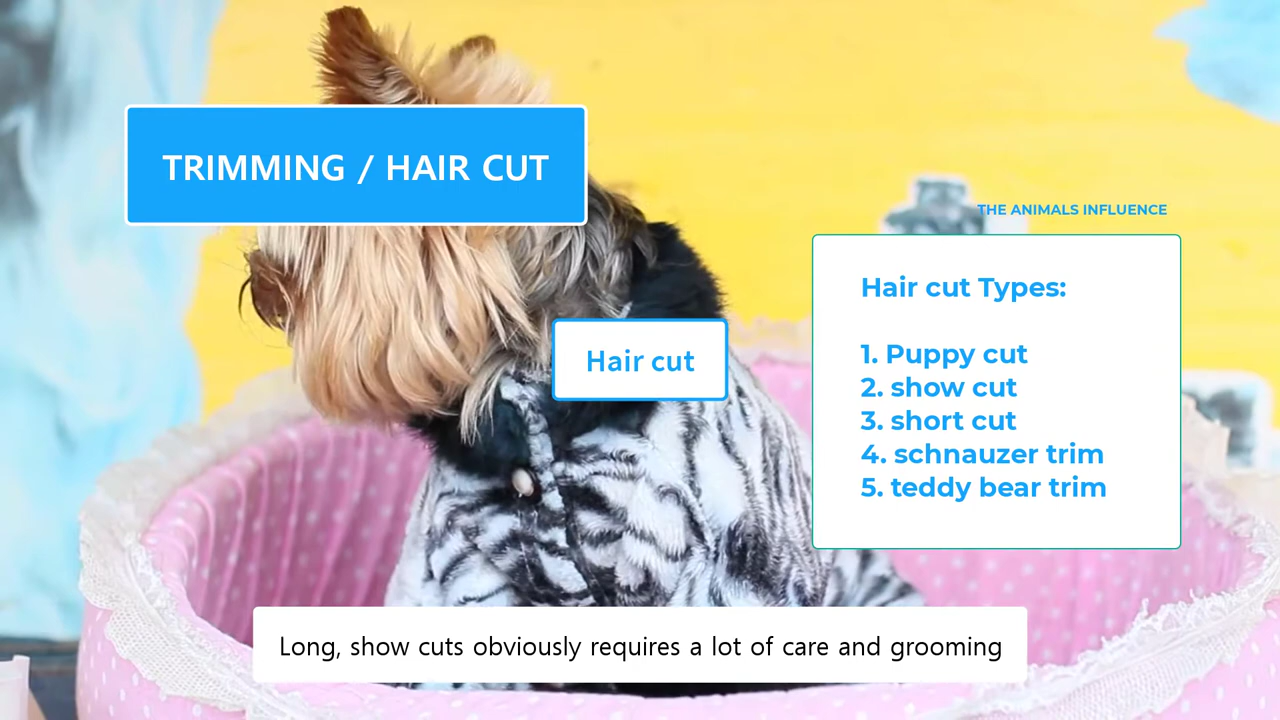 TRIMMING / HAIR CUT
THE ANIMALS INFLUENCE
Hair cut Types:
1. Puppy cut
2. show cut
3. short cut
4. schnauzer trim
5. teddy bear trim
Hair cut
Long, show cuts obviously requires a lot of care and grooming